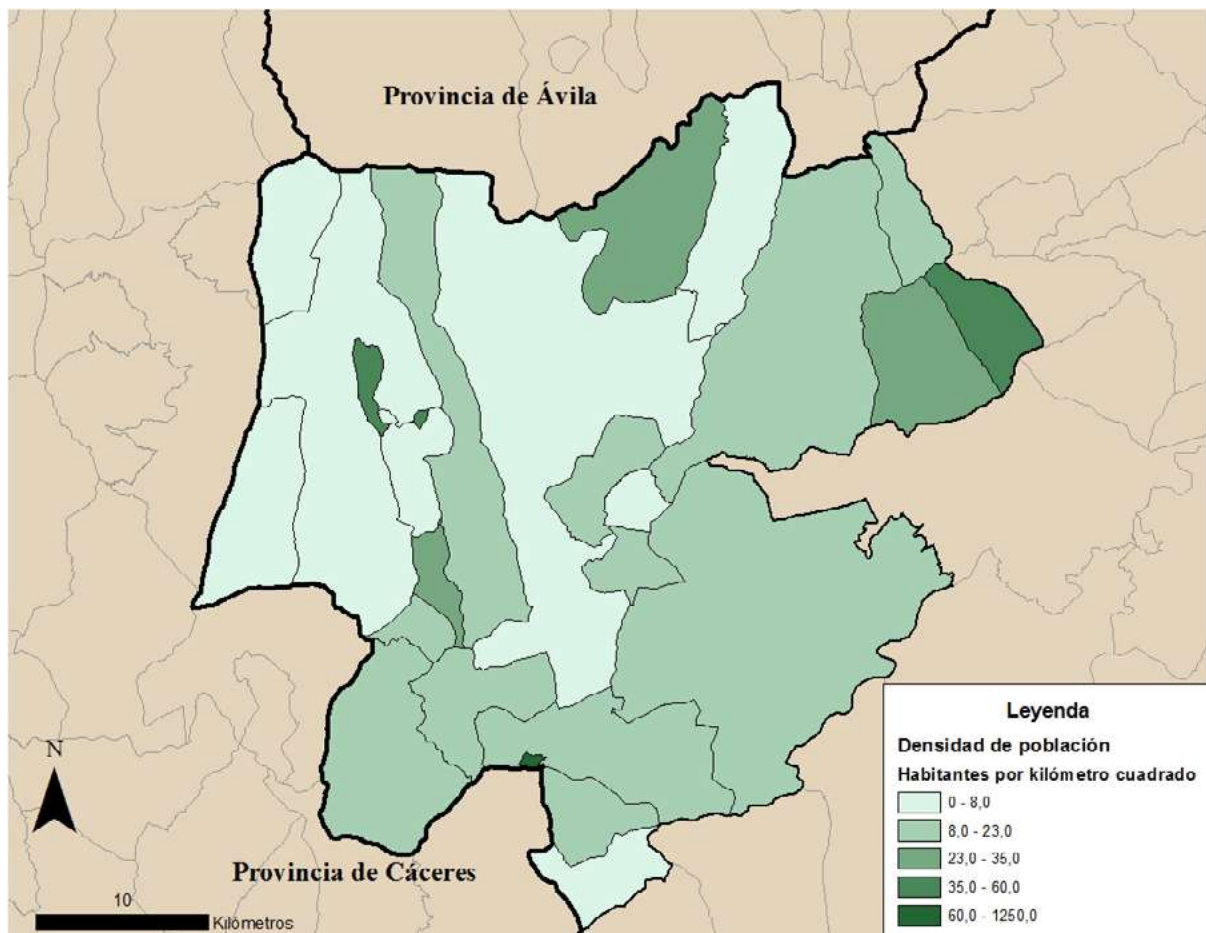 Provincia de Ávila
N
Provincia de Cáceres
10
Kilómetros
Leyenda
Densidad de población
Habitantes por kilómetro cuadrado
0 - 8,0
8,0 - 23,0
23,0 - 35,0
35,0 - 60,0
60,0 - 1250,0